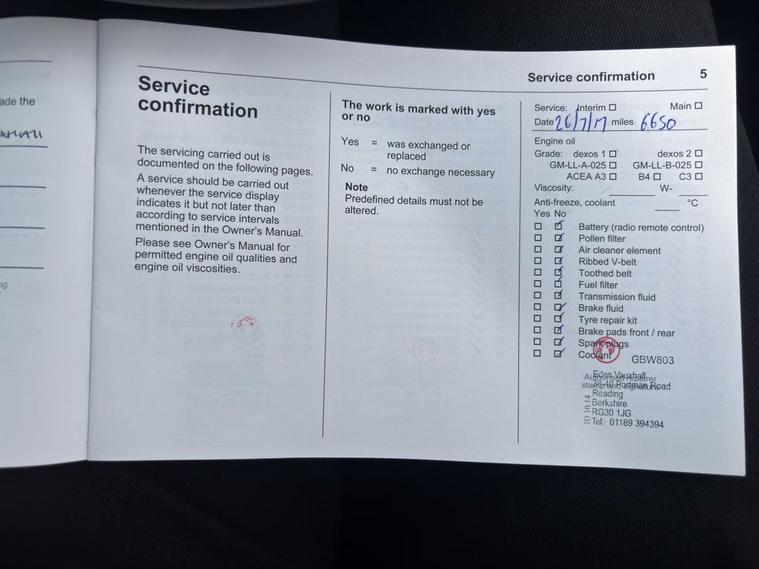 ade the
ng
Service
confirmation
The servicing carried out is
documented on the following pages.
A service should be carried out
whenever the service display
indicates it but not later than
according to service intervals
mentioned in the Owner's Manual.
Please see Owner's Manual for
permitted engine oil qualities and
engine oil viscosities.
The work is marked with yes
or no
Yes = was exchanged or
replaced
No = no exchange necessary
Note
Predefined details must not be
altered.
Service confirmation 5
Service: Interim ☐ Main ☐
Date 26/7/17 miles 6650
Engine oil
Grade: dexos 1 ☐ dexos 2 ☐
GM-LL-A-025 ☐ GM-LL-B-025 ☐
ACEA A3 ☐ B4 ☐ C3 ☐
Viscosity: W-
Anti-freeze, coolant °C
Yes No
☐ ☑ Battery (radio remote control)
☐ ☑ Pollen filter
☐ ☑ Air cleaner element
☐ ☑ Ribbed V-belt
☐ ☑ Toothed belt
☐ ☑ Fuel filter
☐ ☑ Transmission fluid
☐ ☑ Brake fluid
☐ ☑ Tyre repair kit
☐ ☑ Brake pads front / rear
☐ ☑ Spark plugs
☐ ☑ Coolant
GBW803
Eden Vauxhall
Portman Road
Reading
Berkshire
RG30 1JG
Tel: 01189 394394